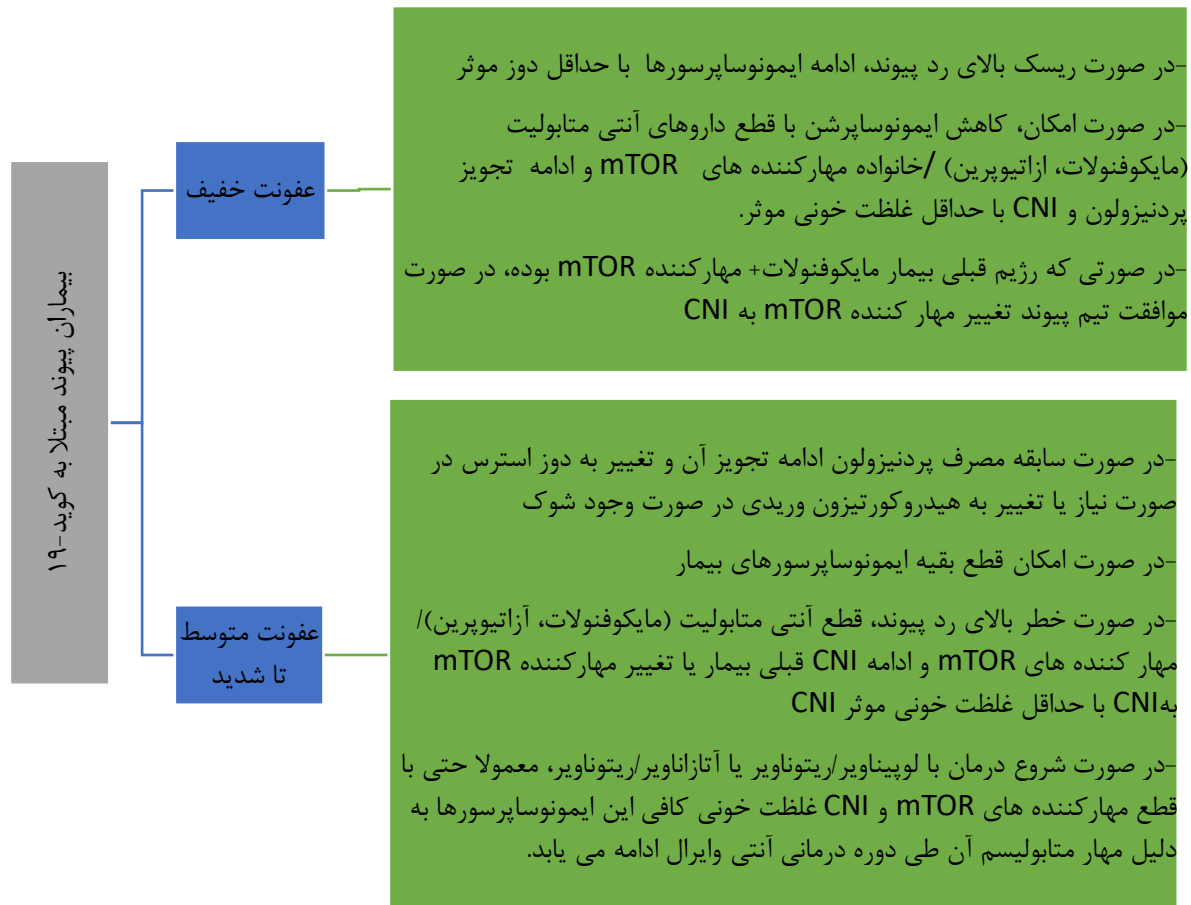 بیماران پیوند مبتلا به کوید-۱۹
عفونت خفیف
-در صورت ریسک بالای رد پیوند، ادامه ایمونوساپرسورها با حداقل دوز موثر
-در صورت امکان، کاهش ایمونوساپرشن با قطع داروهای آنتی متابولیت
(مایکوفنولات، ازاتیوپرین) /خانواده مهارکننده های mTOR و ادامه تجویز
پردنیزولون و CNI با حداقل غلظت خونی موثر.
-در صورتی که رژیم قبلی بیمار مایکوفنولات+ مهارکننده mTOR بوده، در صورت
موافقت تیم پیوند تغییر مهار کننده mTOR به CNI
عفونت متوسط
تا شدید
-در صورت سابقه مصرف پردنیزولون ادامه تجویز آن و تغییر به دوز استرس در
صورت نیاز یا تغییر به هیدروکورتیزون وریدی در صورت وجود شوک
-در صورت امکان قطع بقیه ایمونوساپرسورهای بیمار
-در صورت خطر بالای رد پیوند، قطع آنتی متابولیت (مایکوفنولات، آزاتیوپرین)/
مهار کننده های mTOR و ادامه CNI قبلی بیمار یا تغییر مهارکننده mTOR
بهCNI با حداقل غلظت خونی موثر CNI
-در صورت شروع درمان با لوپیناویر/ریتوناویر یا آتازاناویر/ریتوناویر، معمولا حتی با
قطع مهارکننده های mTOR و CNI غلظت خونی کافی این ایمونوساپرسورها به
دلیل مهار متابولیسم آن طی دوره درمانی آنتی وایرال ادامه می یابد.